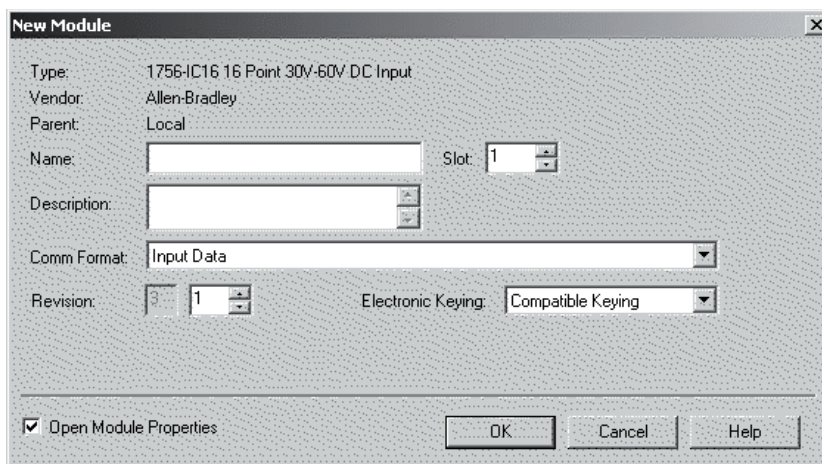 New Module
Type: 1756-IC16 16 Point 30V-60V DC Input
Vendor: Allen-Bradley
Parent: Local
Name: Slot: 1
Description:
Comm Format: Input Data
Revision: 3 1 Electronic Keying: Compatible Keying
Open Module Properties OK Cancel Help